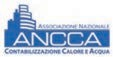 ASSOCIAZIONE NAZIONALE
ANCCA
CONTABILIZZAZIONE CALORE E ACQUA